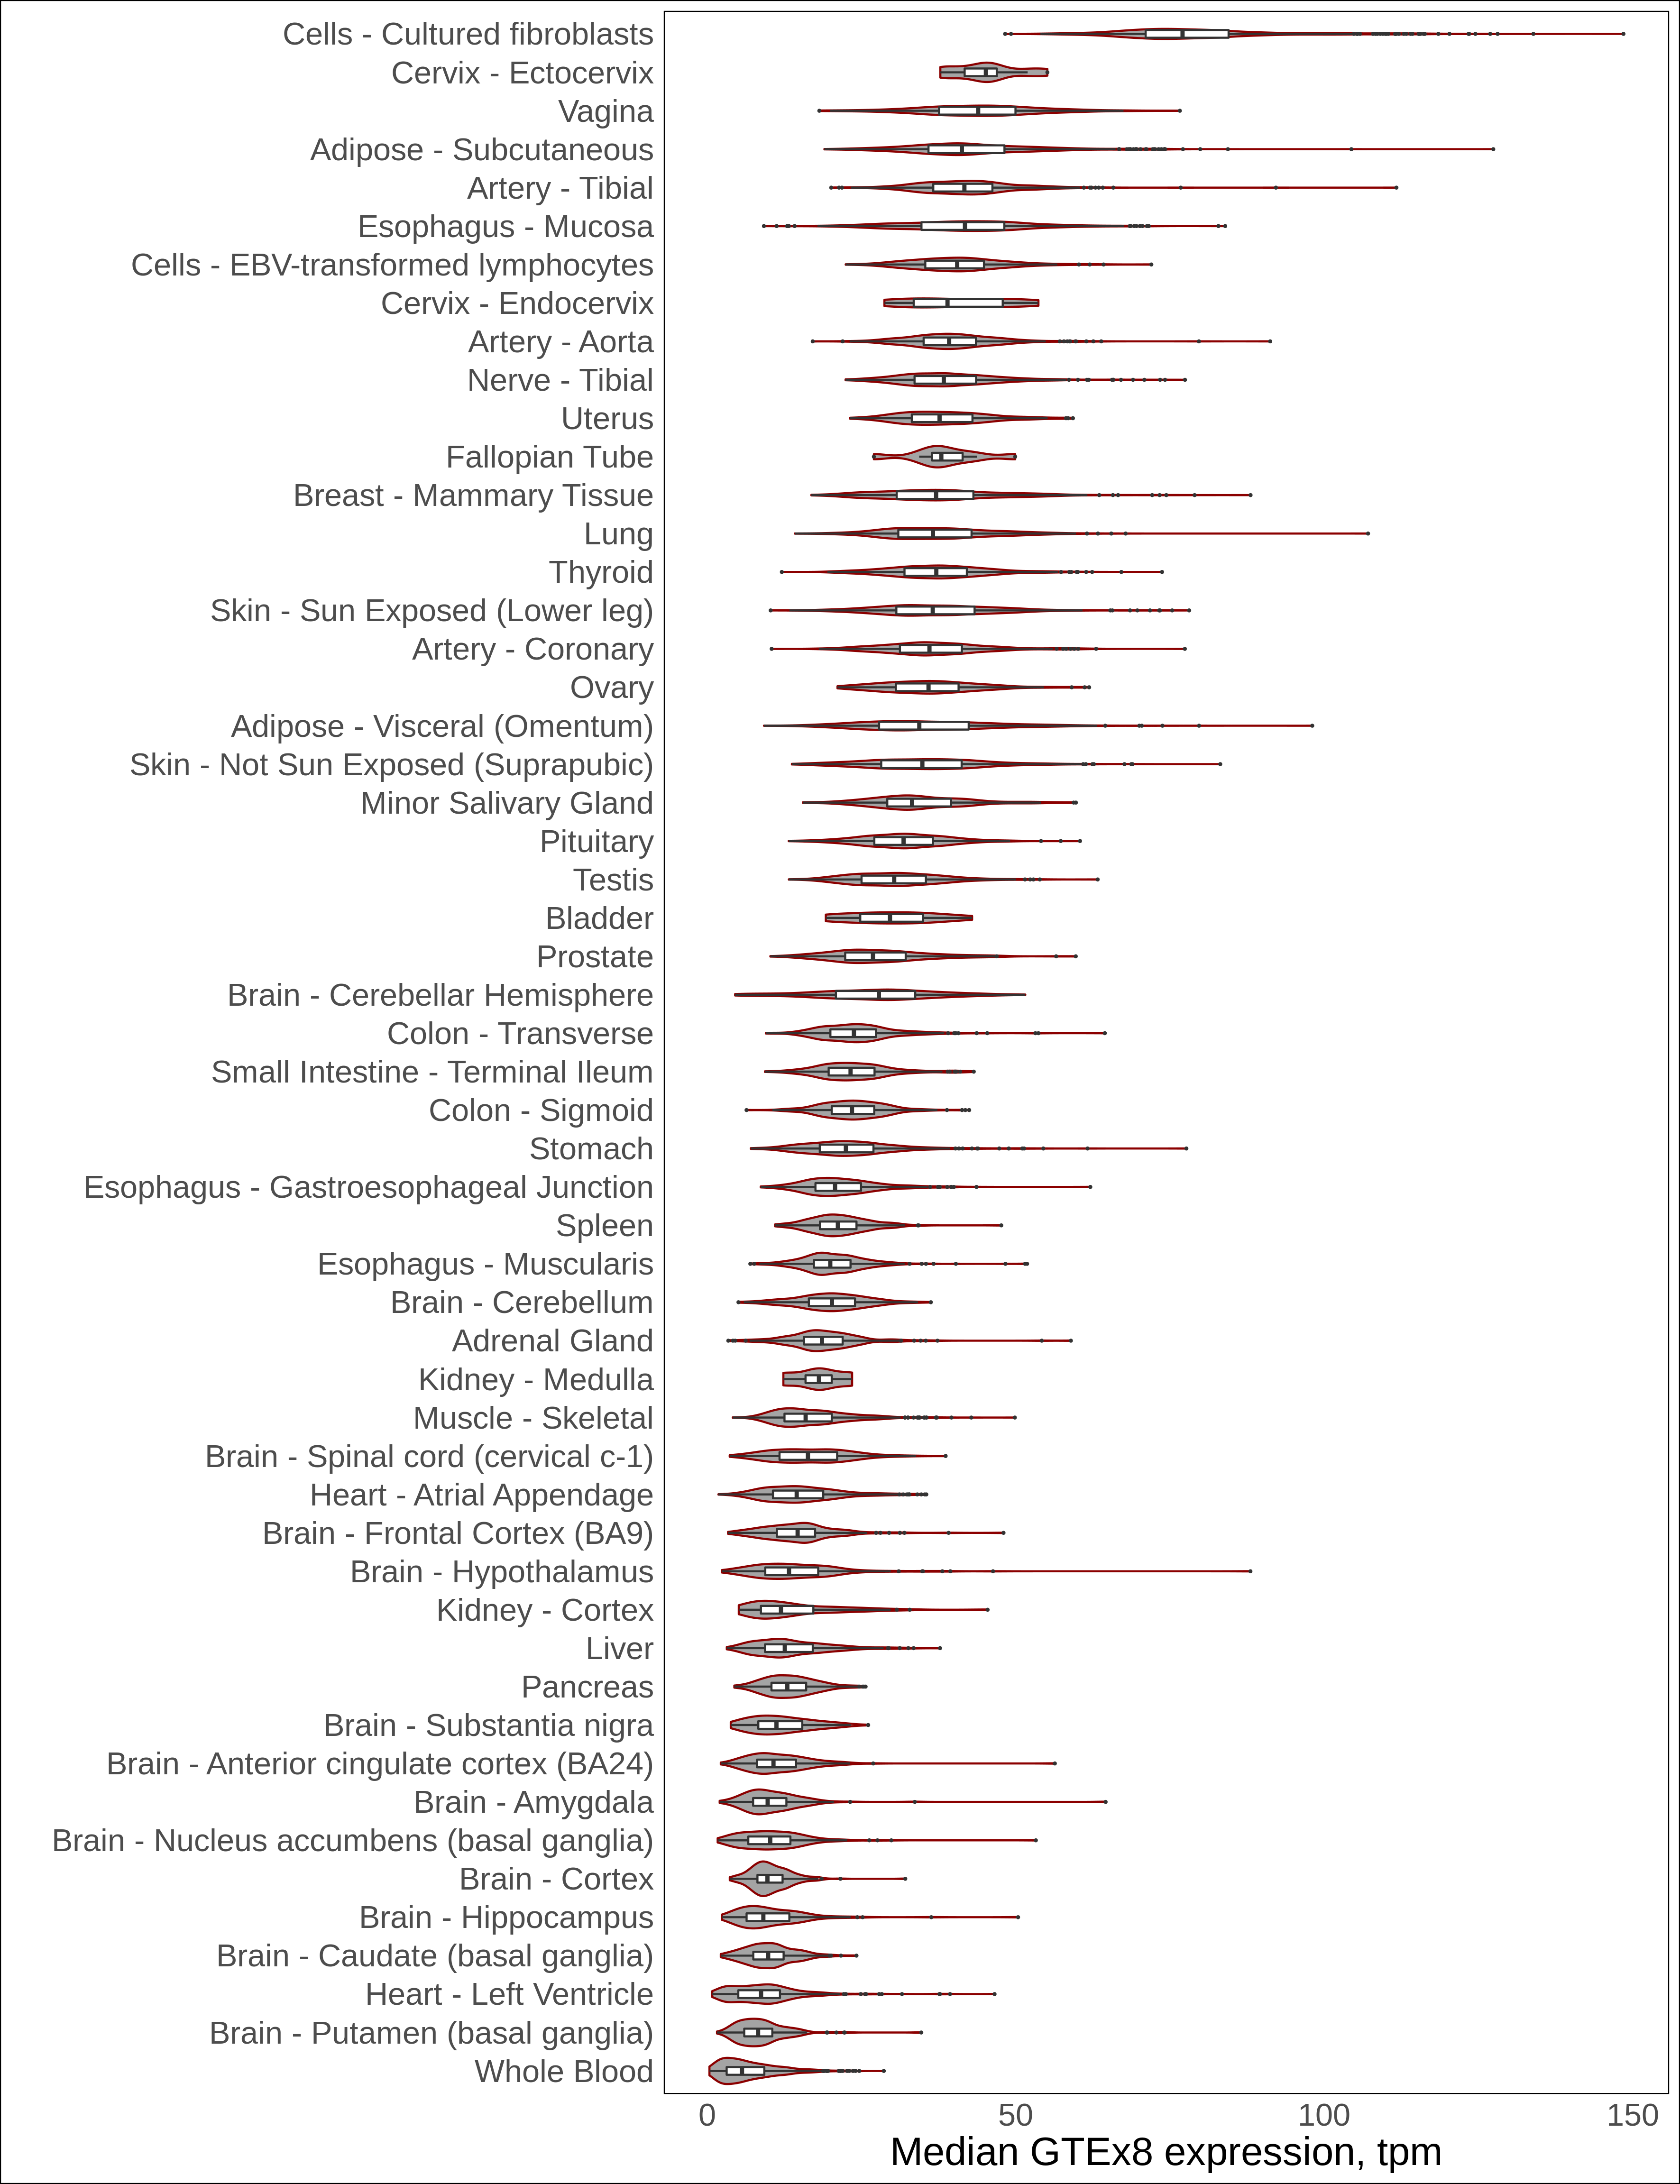 Cells - Cultured fibroblasts
Cervix - Ectocervix
Vagina
Adipose - Subcutaneous
Artery - Tibial
Esophagus - Mucosa
Cells - EBV-transformed lymphocytes
Cervix - Endocervix
Artery - Aorta
Nerve - Tibial
Uterus
Fallopian Tube
Breast - Mammary Tissue
Lung
Thyroid
Skin - Sun Exposed (Lower leg)
Artery - Coronary
Ovary
Adipose - Visceral (Omentum)
Skin - Not Sun Exposed (Suprapubic)
Minor Salivary Gland
Pituitary
Testis
Bladder
Prostate
Brain - Cerebellar Hemisphere
Colon - Transverse
Small Intestine - Terminal Ileum
Colon - Sigmoid
Stomach
Esophagus - Gastroesophageal Junction
Spleen
Esophagus - Muscularis
Brain - Cerebellum
Adrenal Gland
Kidney - Medulla
Muscle - Skeletal
Brain - Spinal cord (cervical c-1)
Heart - Atrial Appendage
Brain - Frontal Cortex (BA9)
Brain - Hypothalamus
Kidney - Cortex
Liver
Pancreas
Brain - Substantia nigra
Brain - Anterior cingulate cortex (BA24)
Brain - Amygdala
Brain - Nucleus accumbens (basal ganglia)
Brain - Cortex
Brain - Hippocampus
Brain - Caudate (basal ganglia)
Heart - Left Ventricle
Brain - Putamen (basal ganglia)
Whole Blood
0 50 100 150
Median GTEx8 expression, tpm